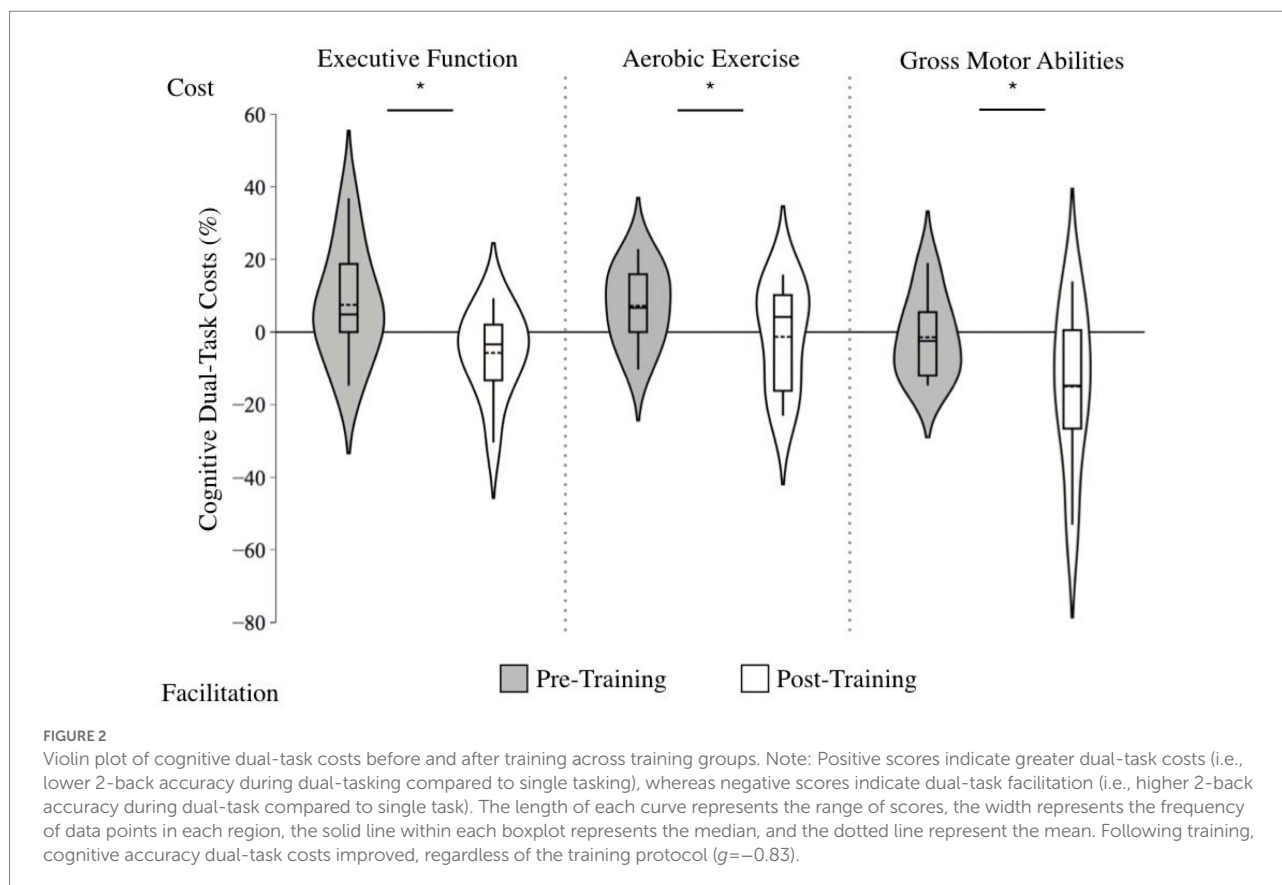 Executive Function
Aerobic Exercise
Gross Motor Abilities
Cost
*
*
*
60
40
20
0
−20
−40
−60
−80
Cognitive Dual-Task Costs (%)
Pre-Training
Post-Training
Facilitation
FIGURE 2
Violin plot of cognitive dual-task costs before and after training across training groups. Note: Positive scores indicate greater dual-task costs (i.e.,
lower 2-back accuracy during dual-tasking compared to single tasking), whereas negative scores indicate dual-task facilitation (i.e., higher 2-back
accuracy during dual-task compared to single task). The length of each curve represents the range of scores, the width represents the frequency
of data points in each region, the solid line within each boxplot represents the median, and the dotted line represent the mean. Following training,
cognitive accuracy dual-task costs improved, regardless of the training protocol (g=−0.83).